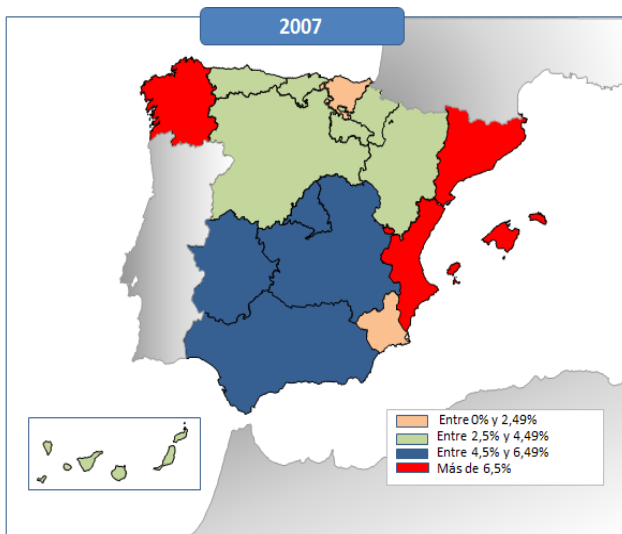 2007
Entre 0% y 2,49%
Entre 2,5% y 4,49%
Entre 4,5% y 6,49%
Más de 6,5%